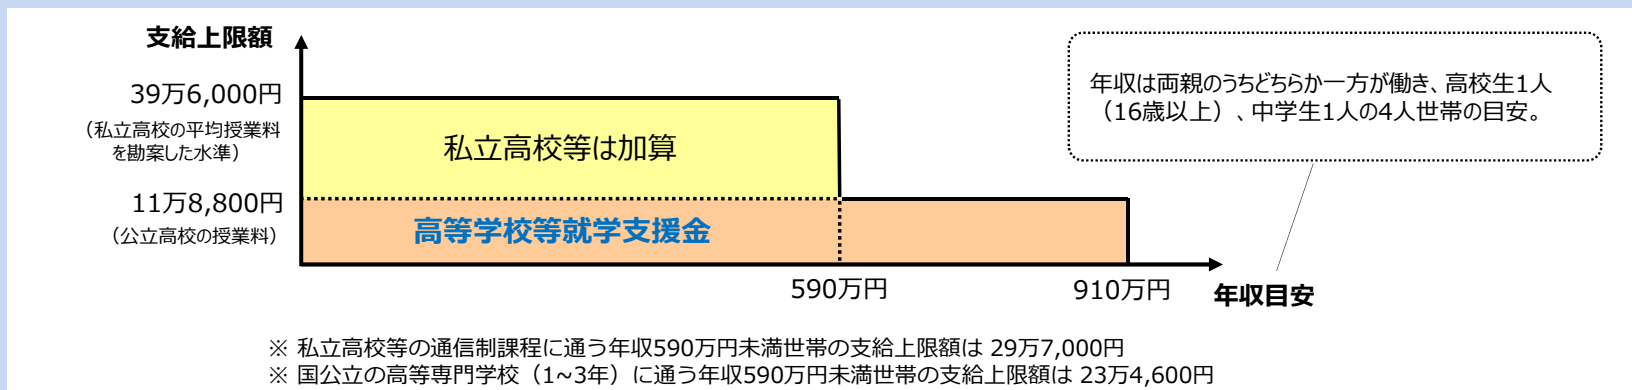 支給上限額
39万6,000円
（私立高校の平均授業料
を勘案した水準）
11万8,800円
（公立高校の授業料）
私立高校等は加算
高等学校等就学支援金
590万円
910万円
年収目安
年収は両親のうちどちらか一方が働き、高校生1人
（16歳以上）、中学生1人の4人世帯の目安。
※ 私立高校等の通信制課程に通う年収590万円未満世帯の支給上限額は 29万7,000円
※ 国公立の高等専門学校（1~3年）に通う年収590万円未満世帯の支給上限額は 23万4,600円